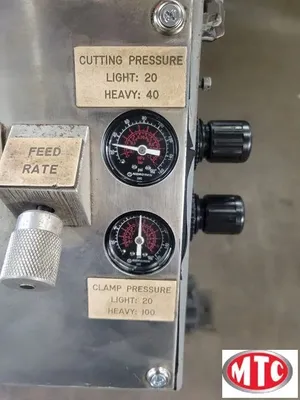 CUTTING PRESSURE
LIGHT: 20
HEAVY: 40
FEED
RATE
CLAMP PRESSURE
LIGHT: 20
HEAVY: 100
MTC